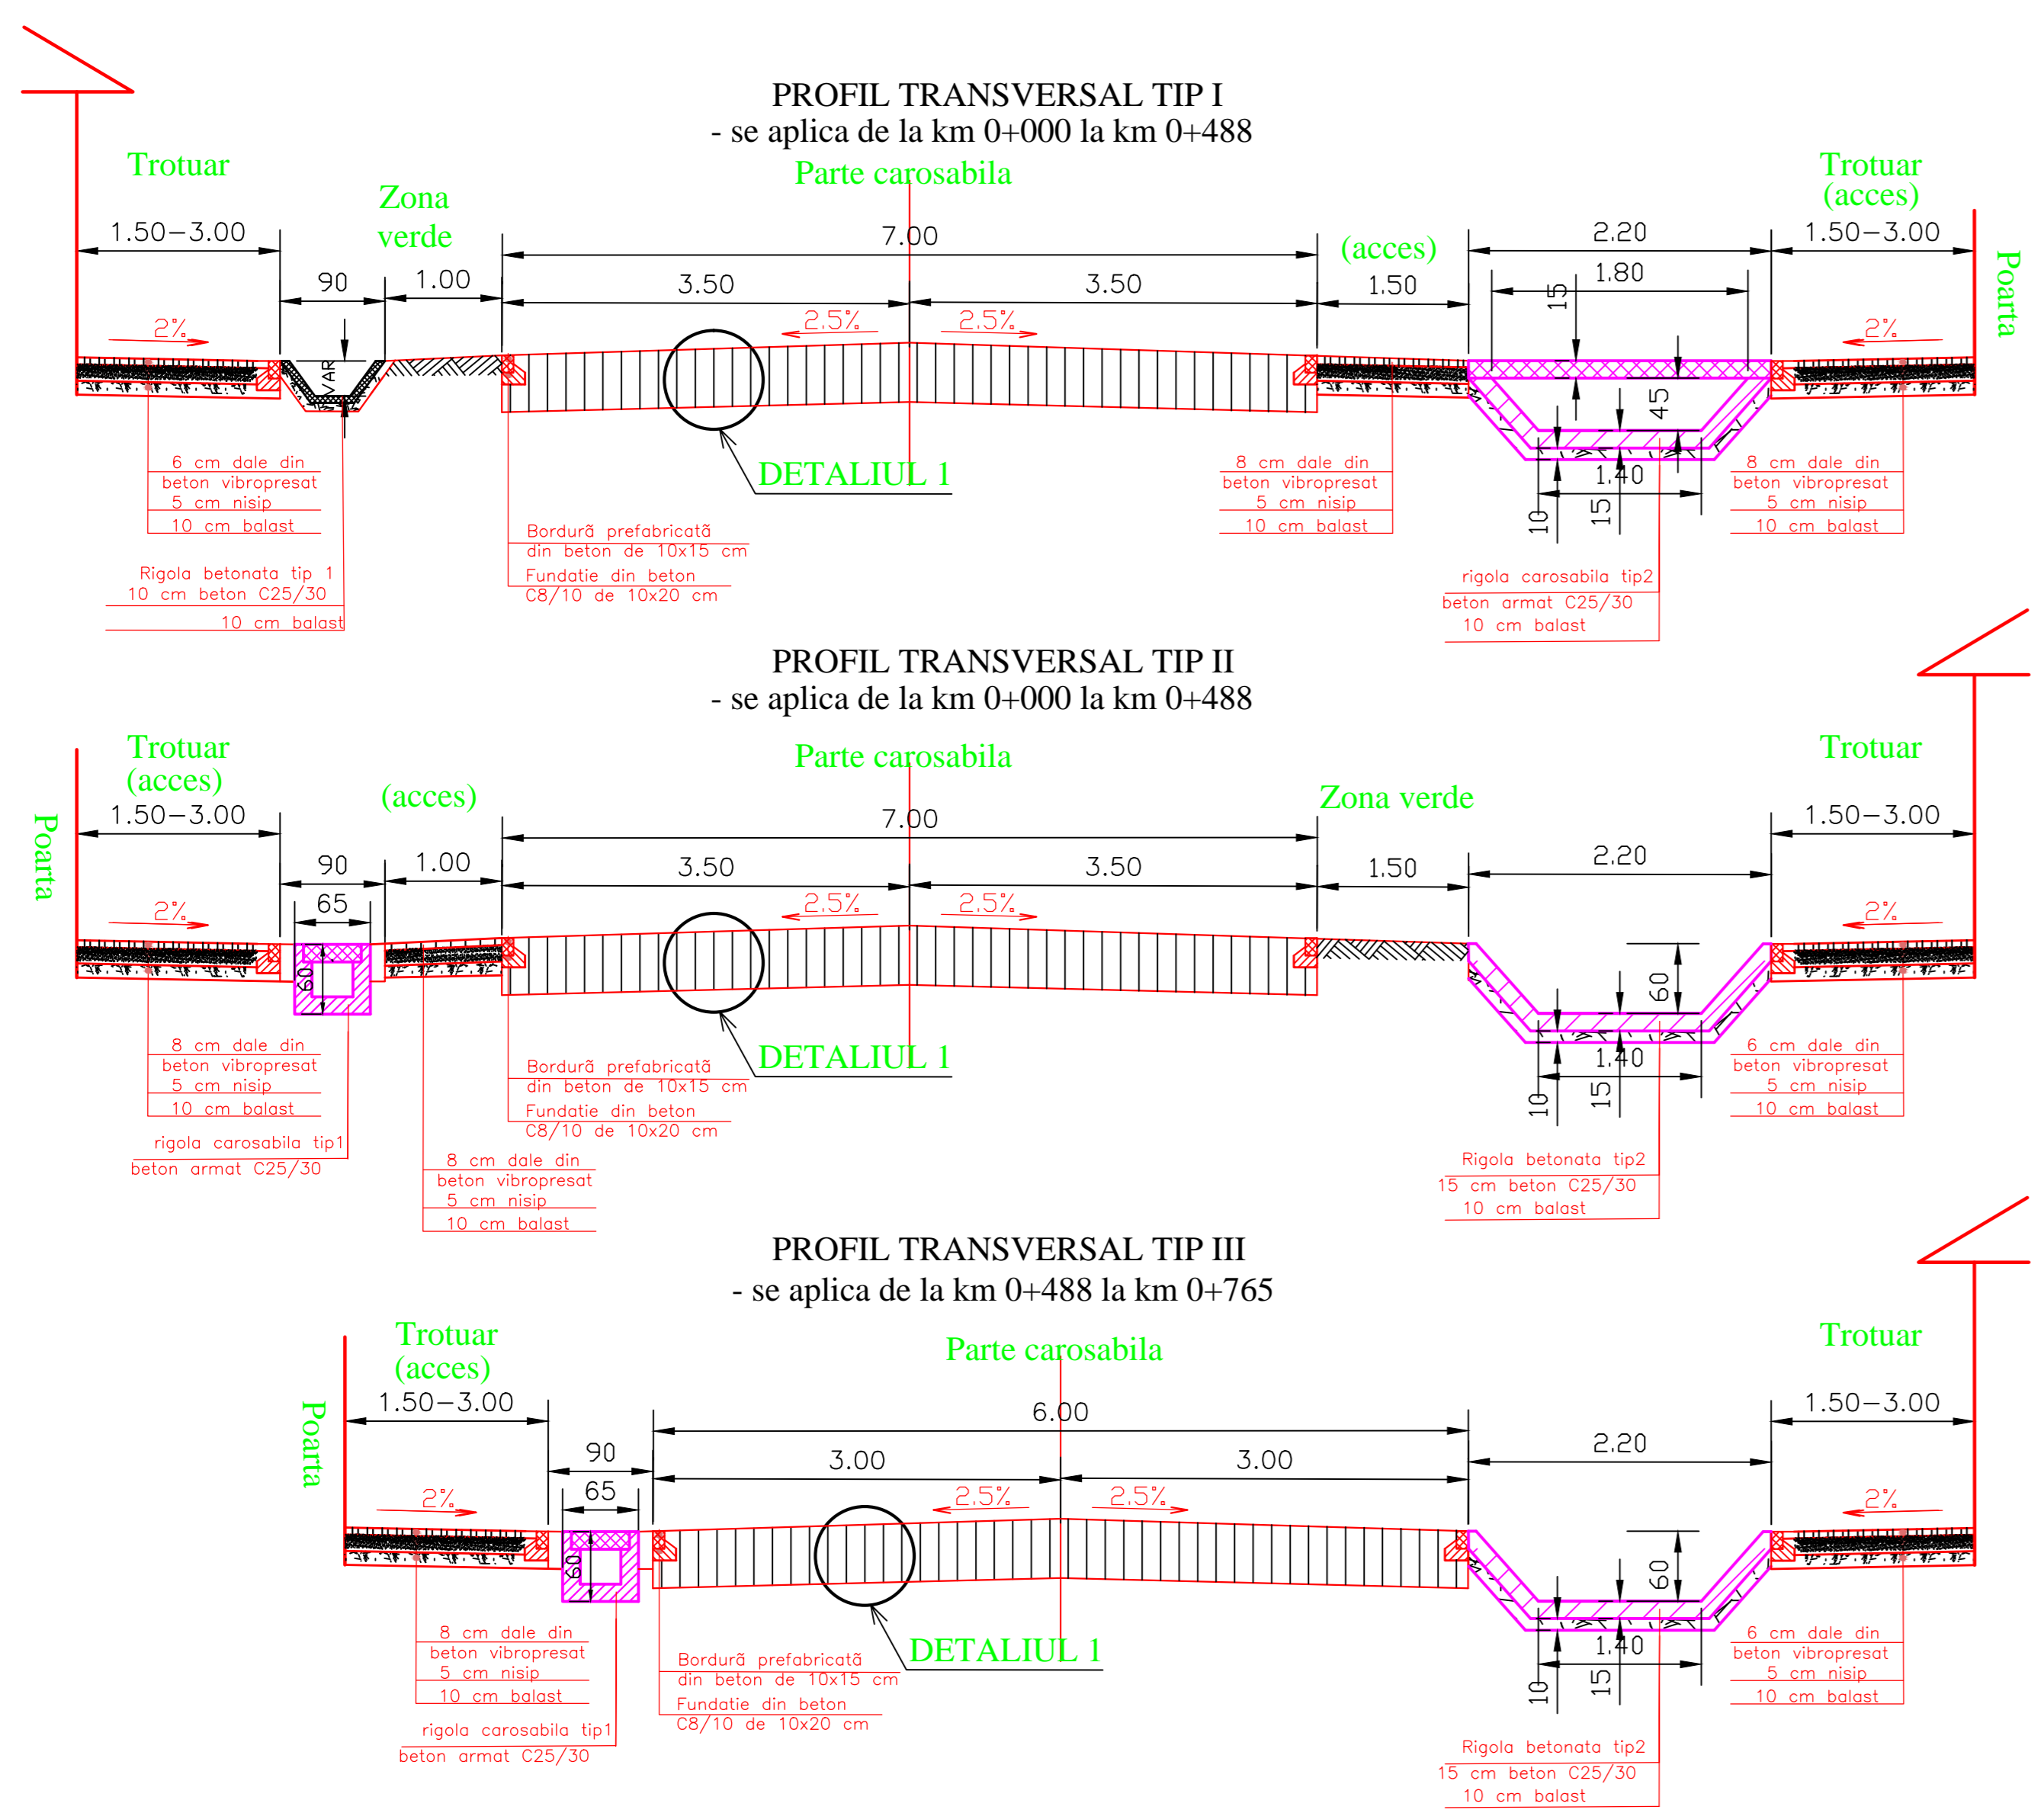 PROFIL TRANSVERSAL TIP I
- se aplica de la km 0+000 la km 0+488
Trotuar
Zona
verde
Parte carosabila
(acces)
Trotuar
(acces)
Poarta
1.50-3.00
90
1.00
7.00
3.50
3.50
1.50
2.20
1.80
1.50-3.00
2%
2.5%
2.5%
2%
VAR
15
45
1.40
10
15
DETALIUL 1
6 cm dale din
beton vibropresat
5 cm nisip
10 cm balast
Rigola betonata tip 1
10 cm beton C25/30
10 cm balast
Bordură prefabricată
din beton de 10x15 cm
Fundatie din beton
C8/10 de 10x20 cm
8 cm dale din
beton vibropresat
5 cm nisip
10 cm balast
rigola carosabila tip2
beton armat C25/30
10 cm balast
8 cm dale din
beton vibropresat
5 cm nisip
10 cm balast
PROFIL TRANSVERSAL TIP II
- se aplica de la km 0+000 la km 0+488
Poarta
Trotuar
(acces)
(acces)
Parte carosabila
Zona verde
Trotuar
1.50-3.00
90
65
1.00
7.00
3.50
3.50
1.50
2.20
1.50-3.00
2%
2.5%
2.5%
2%
60
60
1.40
10
15
DETALIUL 1
8 cm dale din
beton vibropresat
5 cm nisip
10 cm balast
rigola carosabila tip1
beton armat C25/30
8 cm dale din
beton vibropresat
5 cm nisip
10 cm balast
Bordură prefabricată
din beton de 10x15 cm
Fundatie din beton
C8/10 de 10x20 cm
Rigola betonata tip2
15 cm beton C25/30
10 cm balast
6 cm dale din
beton vibropresat
5 cm nisip
10 cm balast
PROFIL TRANSVERSAL TIP III
- se aplica de la km 0+488 la km 0+765
Poarta
Trotuar
(acces)
Parte carosabila
Trotuar
1.50-3.00
90
65
6.00
3.00
3.00
2.20
1.50-3.00
2%
2.5%
2.5%
2%
60
60
1.40
10
15
DETALIUL 1
8 cm dale din
beton vibropresat
5 cm nisip
10 cm balast
rigola carosabila tip1
beton armat C25/30
Bordură prefabricată
din beton de 10x15 cm
Fundatie din beton
C8/10 de 10x20 cm
Rigola betonata tip2
15 cm beton C25/30
10 cm balast
6 cm dale din
beton vibropresat
5 cm nisip
10 cm balast